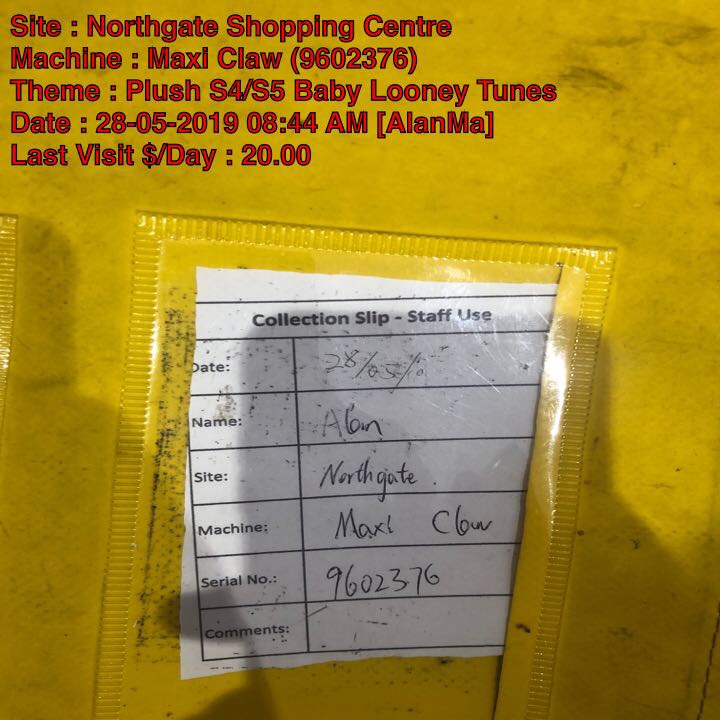 Site : Northgate Shopping Centre
Machine : Maxi Claw (9602376)
Theme : Plush S4/S5 Baby Looney Tunes
Date : 28-05-2019 08:44 AM [AlanMa]
Last Visit $/Day : 20.00
Collection Slip - Staff Use
Date: 28/05/
Name: Alan
Site: Northgate.
Machine: Maxi Claw
Serial No.: 9602376
Comments: